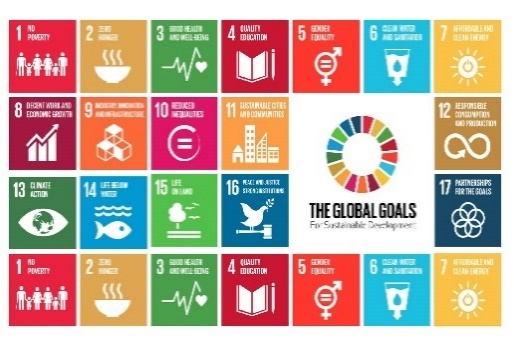 1 NO POVERTY
2 ZERO HUNGER
3 GOOD HEALTH AND WELL-BEING
4 QUALITY EDUCATION
5 GENDER EQUALITY
6 CLEAN WATER AND SANITATION
7 AFFORDABLE AND CLEAN ENERGY
8 DECENT WORK AND ECONOMIC GROWTH
9 INDUSTRY, INNOVATION AND INFRASTRUCTURE
10 REDUCED INEQUALITIES
11 SUSTAINABLE CITIES AND COMMUNITIES
12 RESPONSIBLE CONSUMPTION AND PRODUCTION
13 CLIMATE ACTION
14 LIFE BELOW WATER
15 LIFE ON LAND
16 PEACE AND JUSTICE STRONG INSTITUTIONS
THE GLOBAL GOALS
For Sustainable Development
17 PARTNERSHIPS FOR THE GOALS
1 NO POVERTY
2 ZERO HUNGER
3 GOOD HEALTH AND WELL-BEING
4 QUALITY EDUCATION
5 GENDER EQUALITY
6 CLEAN WATER AND SANITATION
7 AFFORDABLE AND CLEAN ENERGY